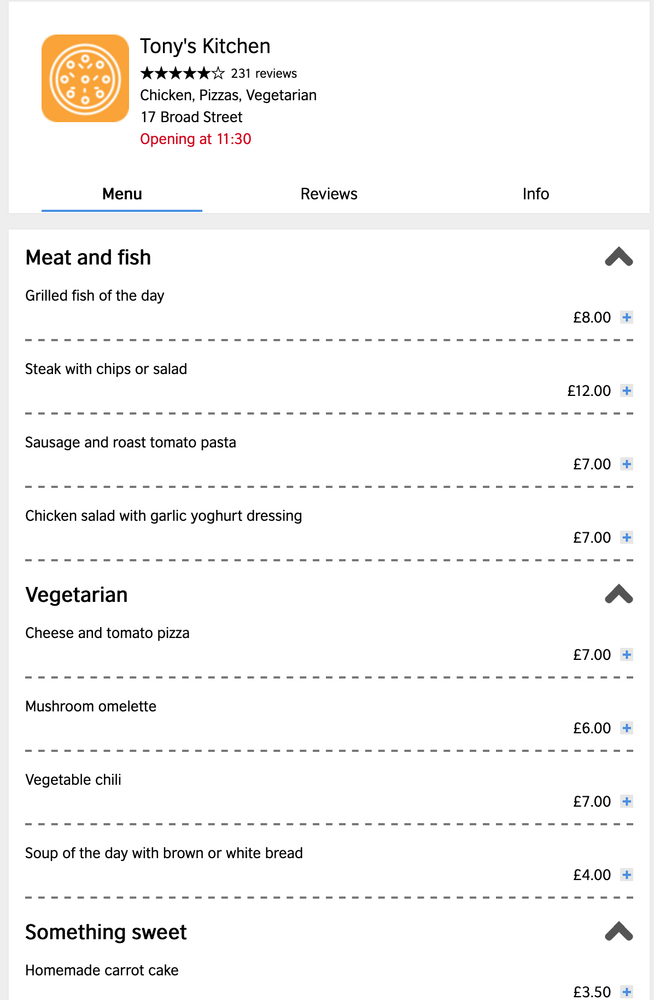 Tony's Kitchen
★★★★★☆ 231 reviews
Chicken, Pizzas, Vegetarian
17 Broad Street
Opening at 11:30
Menu Reviews Info
Meat and fish
Grilled fish of the day
£8.00 +
Steak with chips or salad
£12.00 +
Sausage and roast tomato pasta
£7.00 +
Chicken salad with garlic yoghurt dressing
£7.00 +
Vegetarian
Cheese and tomato pizza
£7.00 +
Mushroom omelette
£6.00 +
Vegetable chili
£7.00 +
Soup of the day with brown or white bread
£4.00 +
Something sweet
Homemade carrot cake
£3.50 +